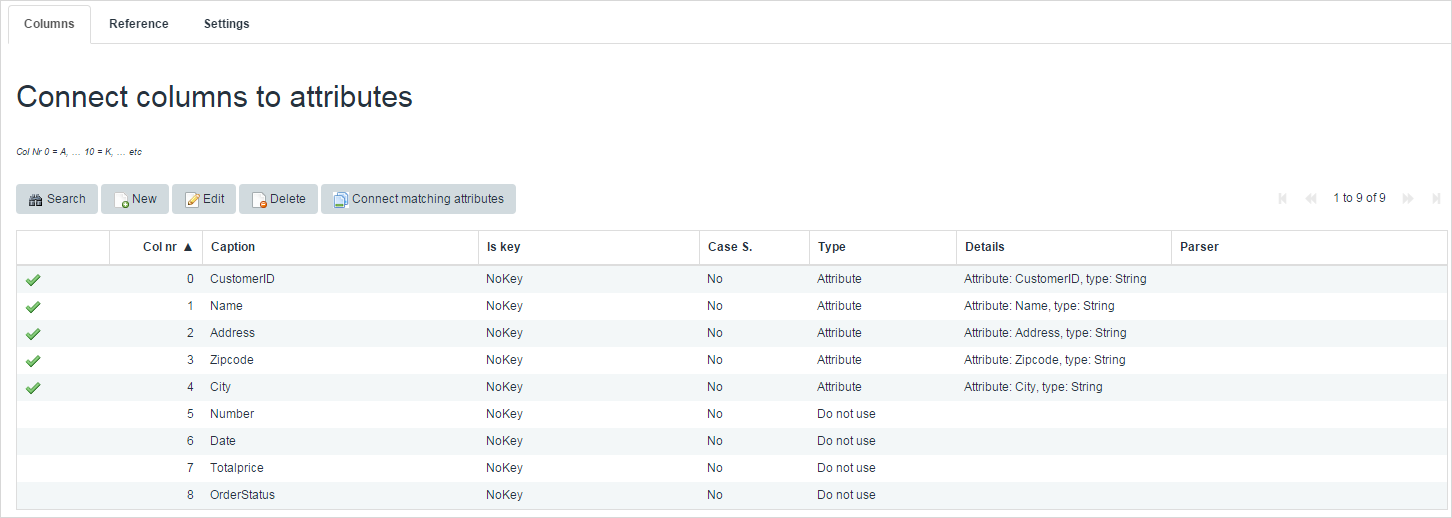 Columns Reference Settings
Connect columns to attributes
Col Nr 0 = A, ... 10 = K, ... etc
Search New Edit Delete Connect matching attributes 1 to 9 of 9
Col nr ▲ Caption Is key Case S. Type Details Parser
0 CustomerID NoKey No Attribute Attribute: CustomerID, type: String
1 Name NoKey No Attribute Attribute: Name, type: String
2 Address NoKey No Attribute Attribute: Address, type: String
3 Zipcode NoKey No Attribute Attribute: Zipcode, type: String
4 City NoKey No Attribute Attribute: City, type: String
5 Number NoKey No Do not use
6 Date NoKey No Do not use
7 Totalprice NoKey No Do not use
8 OrderStatus NoKey No Do not use